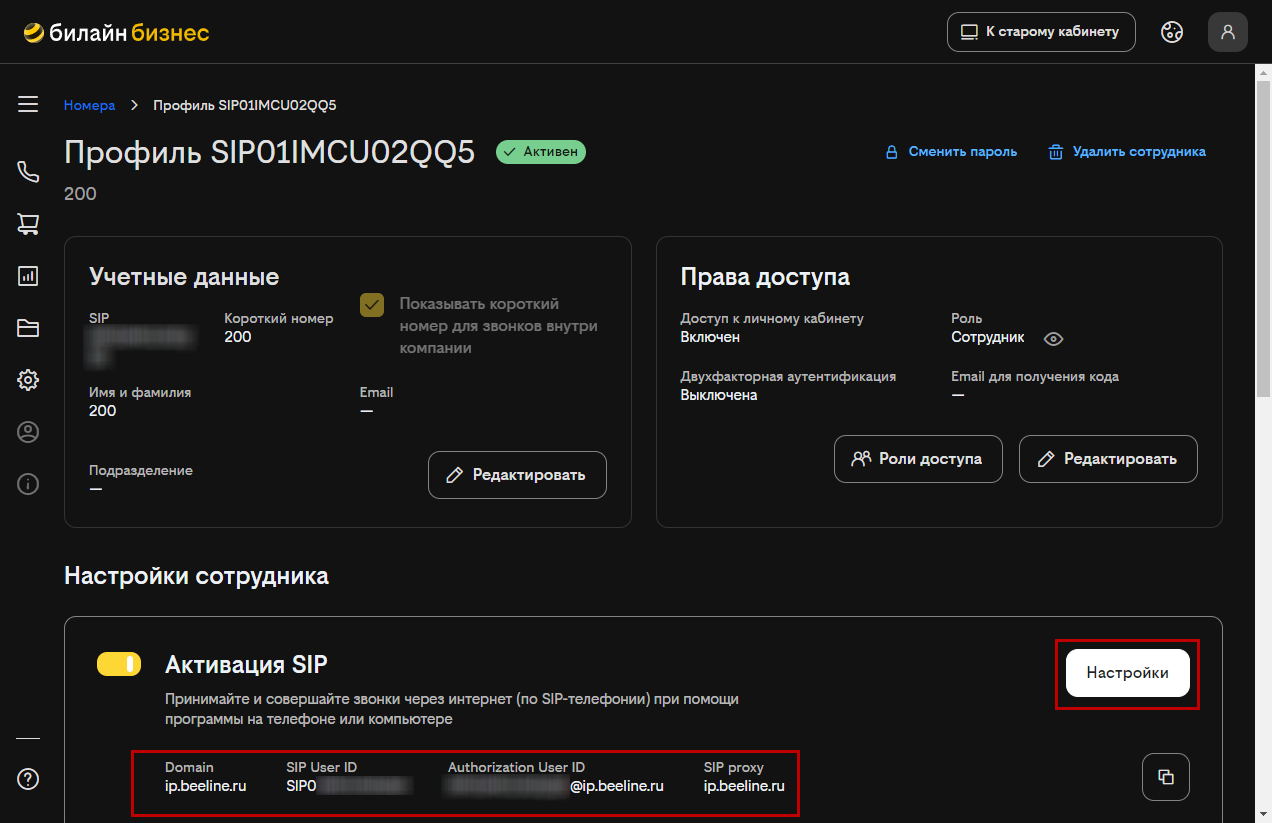 билайн бизнес
К старому кабинету
Номера > Профиль SIP01IMCU02QQ5
Профиль SIP01IMCU02QQ5
Активен
Сменить пароль
Удалить сотрудника
200
Учетные данные
SIP
Короткий номер
200
Показывать короткий
номер для звонков внутри
компании
Имя и фамилия
200
Email
—
Подразделение
—
Редактировать
Права доступа
Доступ к личному кабинету
Включен
Роль
Сотрудник
Двухфакторная аутентификация
Выключена
Email для получения кода
—
Роли доступа
Редактировать
Настройки сотрудника
Активация SIP
Настройки
Принимайте и совершайте звонки через интернет (по SIP-телефонии) при помощи
программы на телефоне или компьютере
Domain
ip.beeline.ru
SIP User ID
SIP0
Authorization User ID
@ip.beeline.ru
SIP proxy
ip.beeline.ru